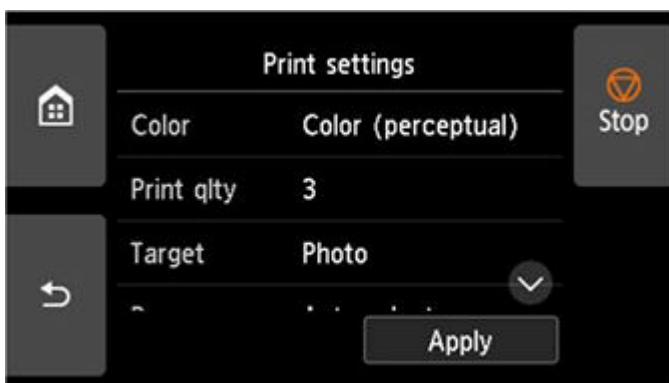 Print settings
Stop
Color Color (perceptual)
Print qlty 3
Target Photo
Apply